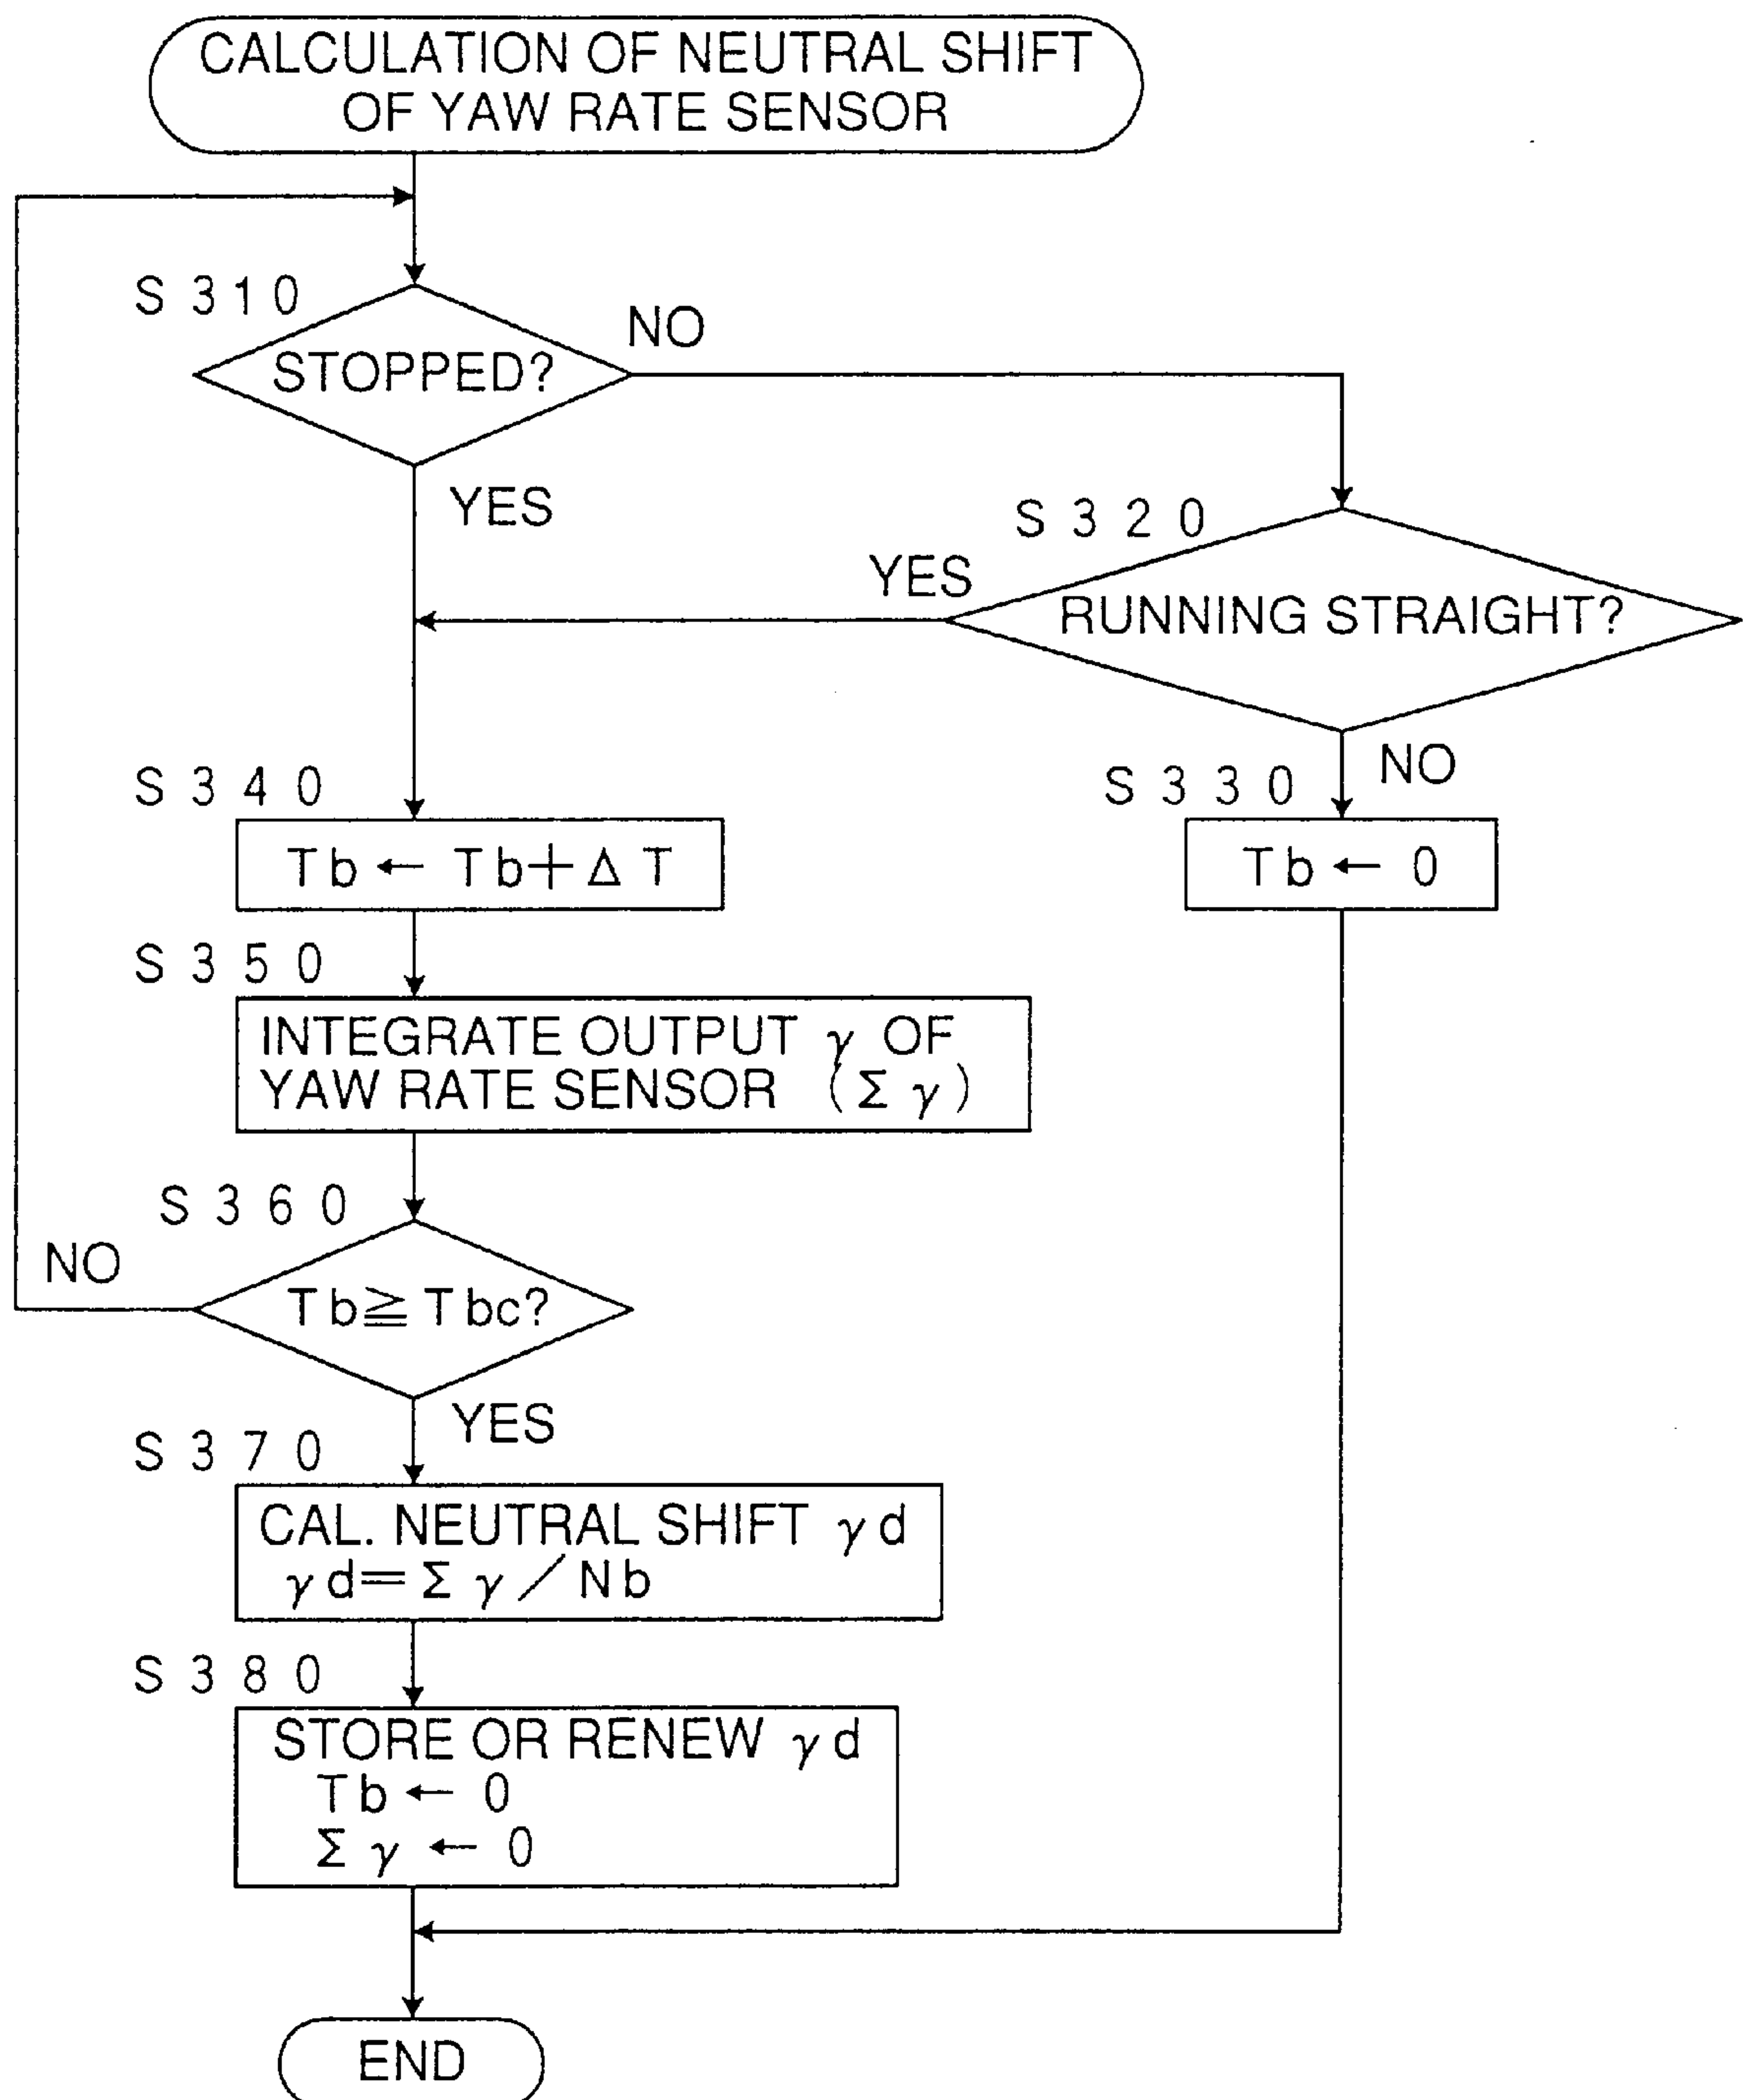 CALCULATION OF NEUTRAL SHIFT
OF YAW RATE SENSOR
S310
STOPPED?
NO
YES
S320
RUNNING STRAIGHT?
YES
NO
S330
Tb ← 0
S340
Tb ← Tb+ΔT
S350
INTEGRATE OUTPUT γ OF
YAW RATE SENSOR (Σγ)
S360
Tb≧Tbc?
NO
YES
S370
CAL. NEUTRAL SHIFT γd
γd=Σγ/Nb
S380
STORE OR RENEW γd
Tb ← 0
Σγ ← 0
END